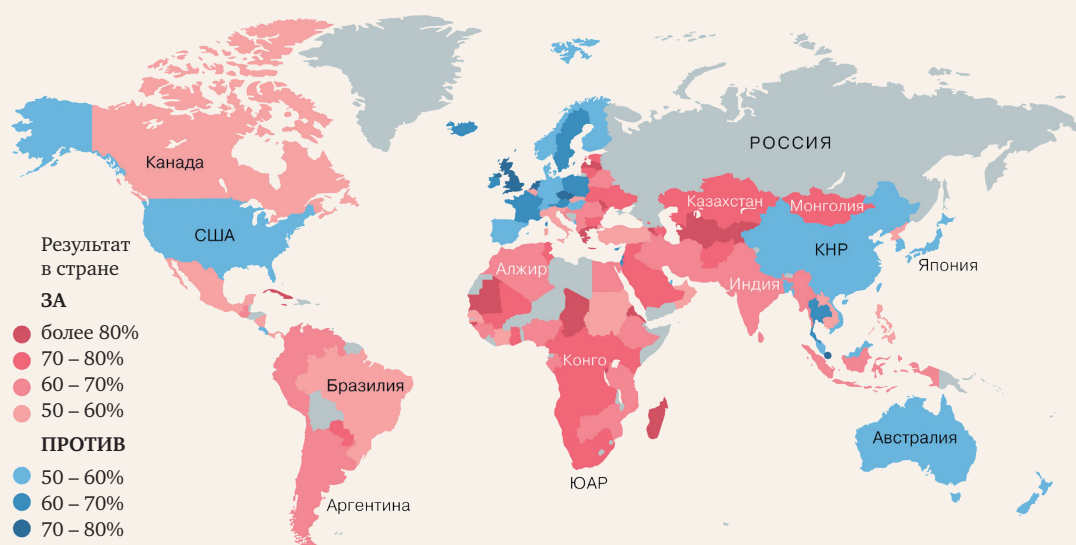 РОССИЯ
Канада
Казахстан
Монголия
США
КНР
Япония
Алжир
Индия
Конго
Бразилия
Австралия
ЮАР
Аргентина
Результат
в стране
ЗА
более 80%
70 – 80%
60 – 70%
50 – 60%
ПРОТИВ
50 – 60%
60 – 70%
70 – 80%